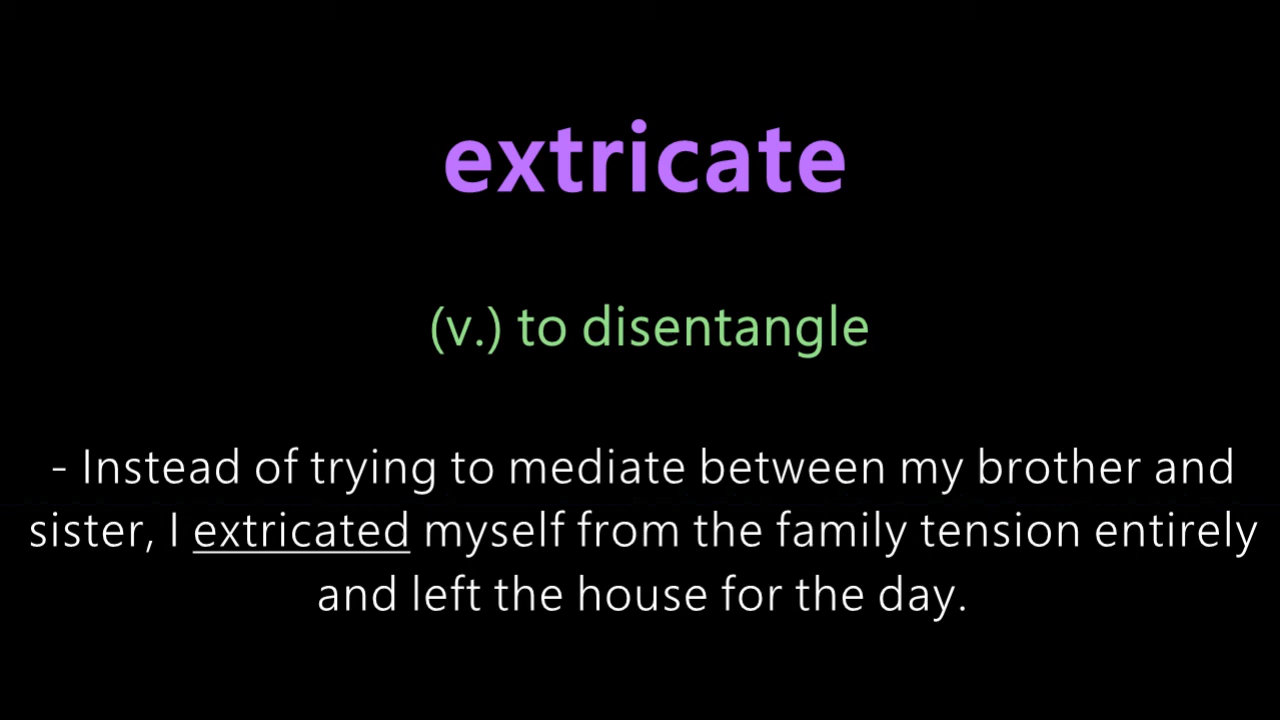 extricate
(v.) to disentangle
- Instead of trying to mediate between my brother and
sister, I extricated myself from the family tension entirely
and left the house for the day.